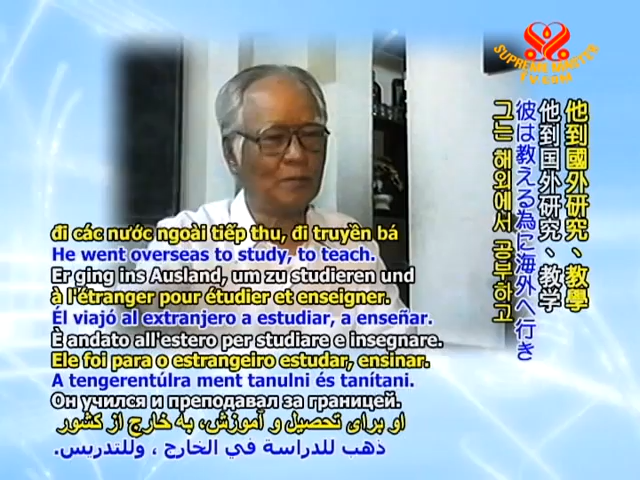 SUPREME MASTER
TV.COM
đi các nước ngoài tiếp thu, đi truyền bá
He went overseas to study, to teach.
Er ging ins Ausland, um zu studieren und
à l'étranger pour étudier et enseigner.
Él viajó al extranjero a estudiar, a enseñar.
È andato all'estero per studiare e insegnare.
Ele foi para o estrangeiro estudar, ensinar.
A tengerentúlra ment tanulni és tanítani.
Он учился и преподавал за границей.
او برای تحصیل و آموزش، به خارج از کشور
ذهب للدراسة في الخارج ، وللتدريس.
他到國外研究、教學
他到国外研究、教学
彼は教える為に海外へ行き
그는 해외에서 공부하고